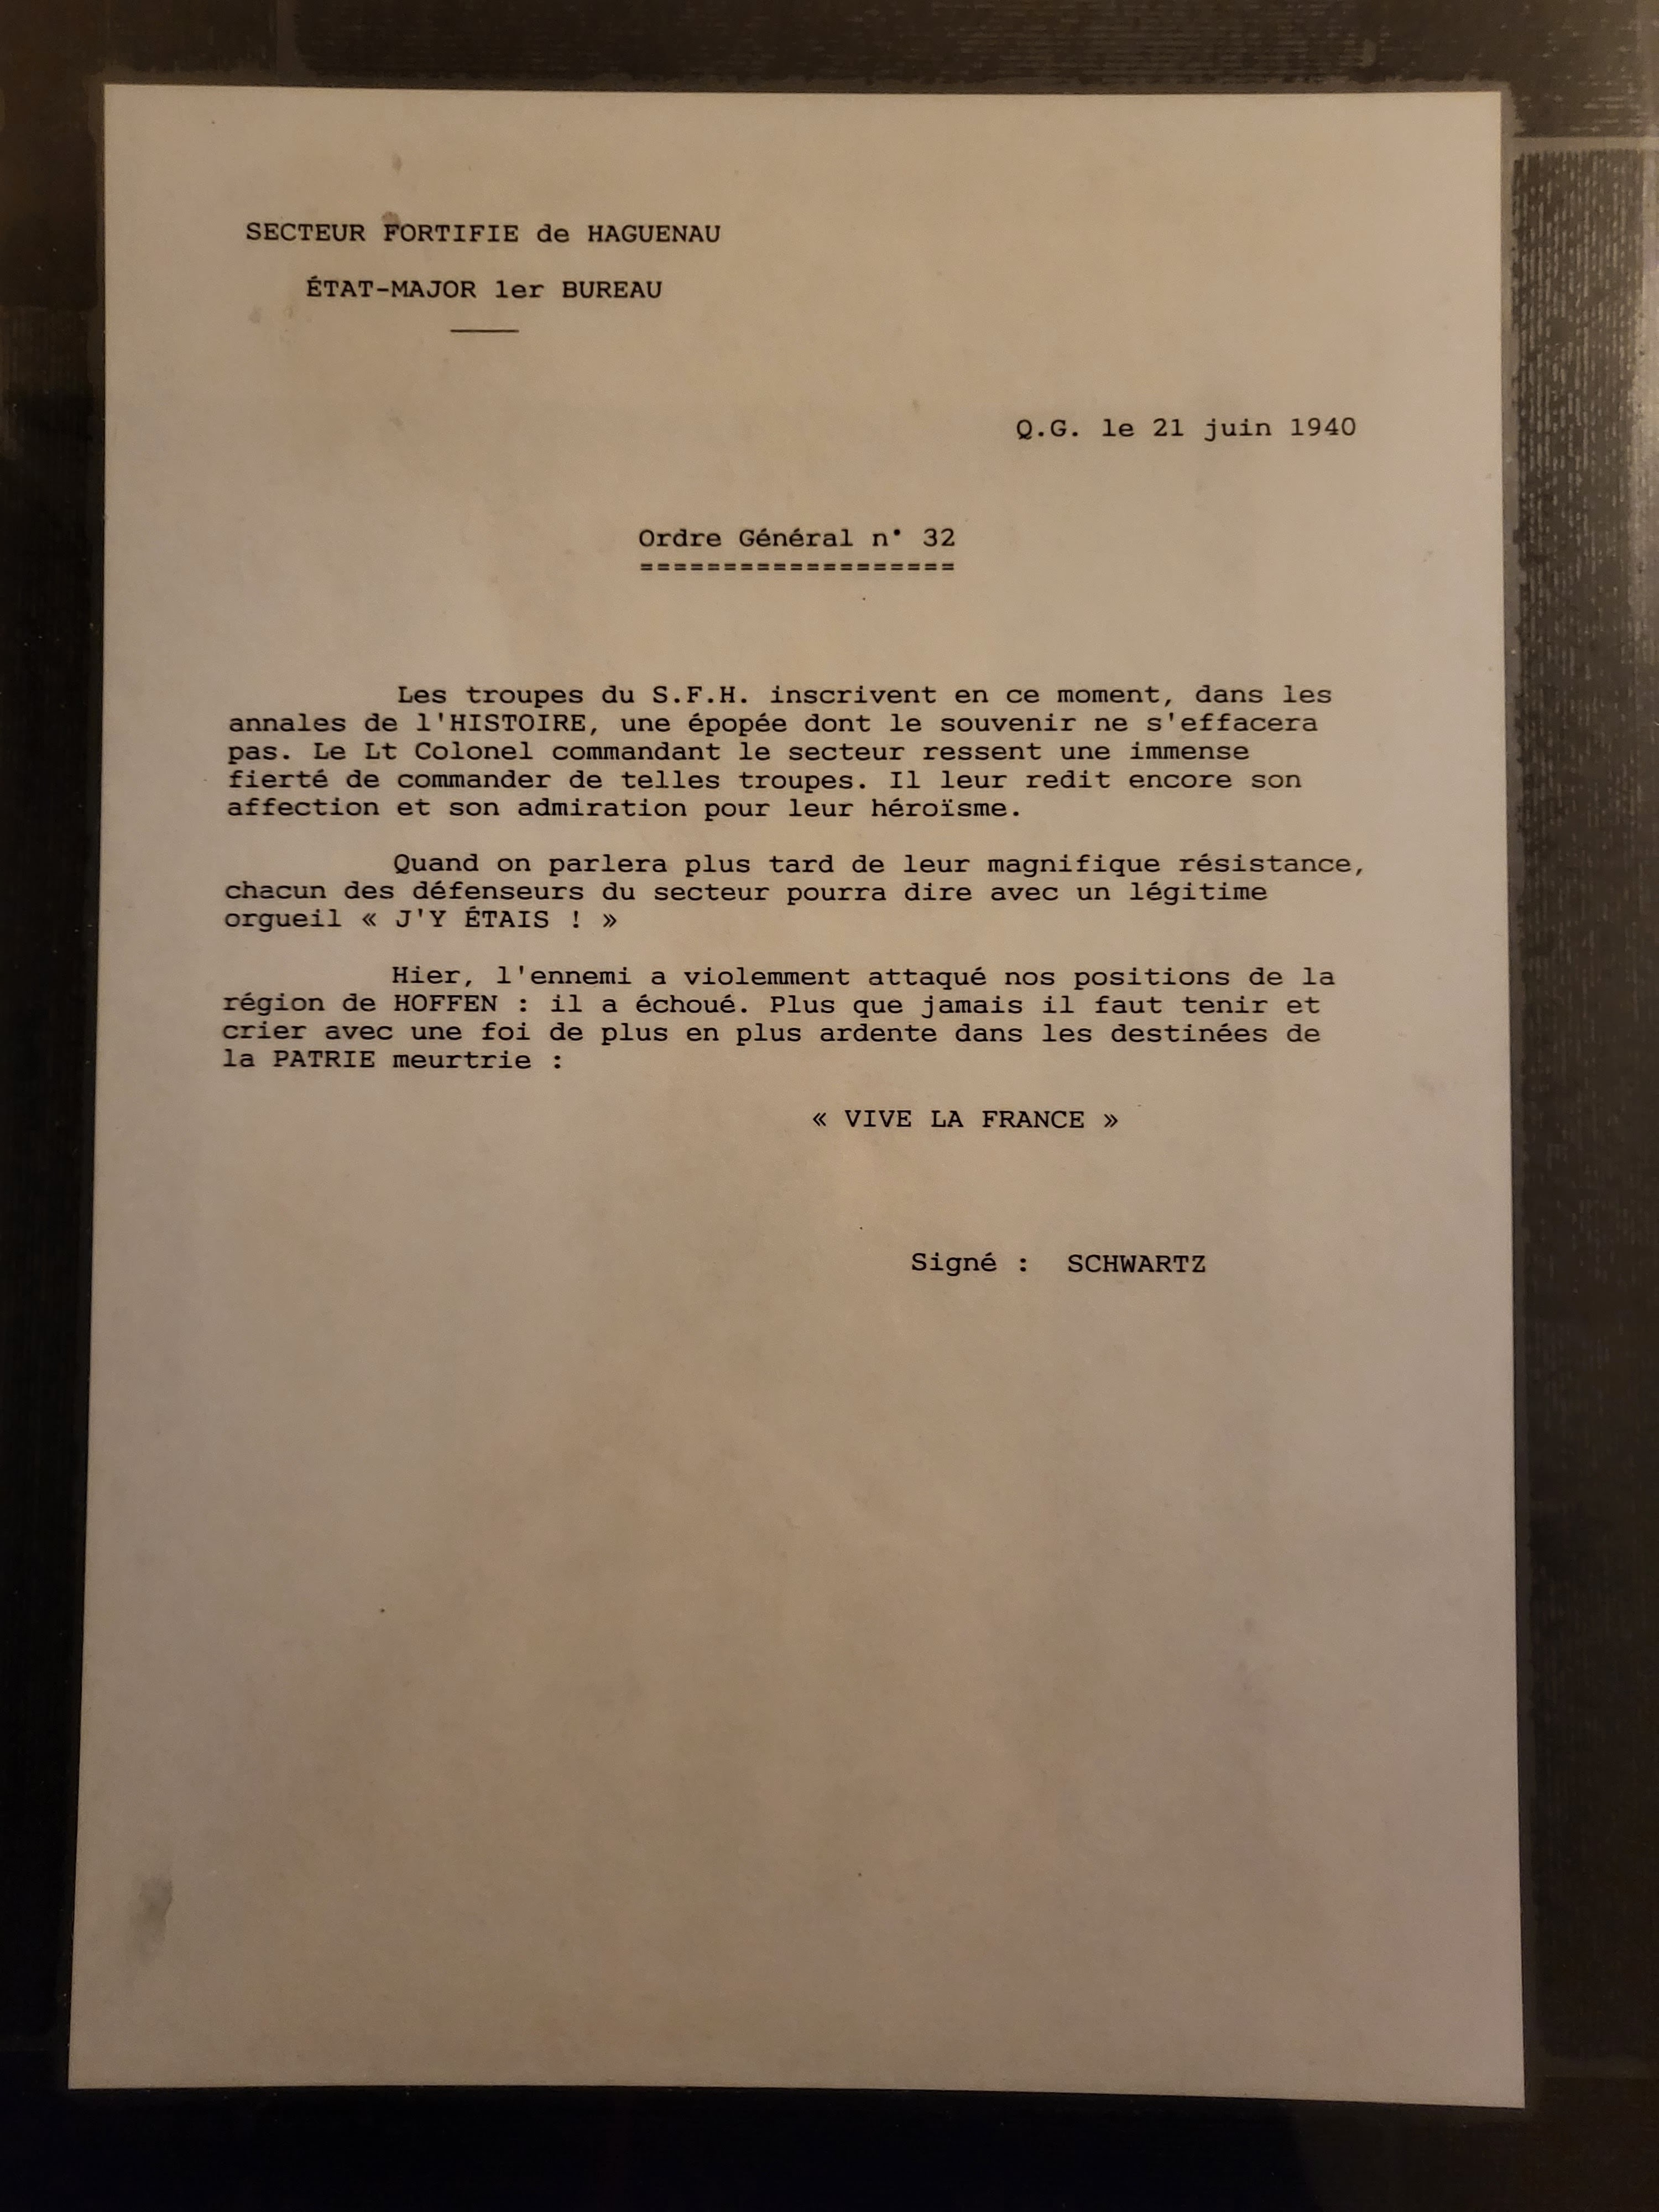 SECTEUR FORTIFIE de HAGUENAU
ÉTAT-MAJOR 1er BUREAU
Q.G. le 21 juin 1940
Ordre Général n° 32
===================
Les troupes du S.F.H. inscrivent en ce moment, dans les
annales de l'HISTOIRE, une épopée dont le souvenir ne s'effacera
pas. Le Lt Colonel commandant le secteur ressent une immense
fierté de commander de telles troupes. Il leur redit encore son
affection et son admiration pour leur héroïsme.
Quand on parlera plus tard de leur magnifique résistance,
chacun des défenseurs du secteur pourra dire avec un légitime
orgueil « J'Y ÉTAIS ! »
Hier, l'ennemi a violemment attaqué nos positions de la
région de HOFFEN : il a échoué. Plus que jamais il faut tenir et
crier avec une foi de plus en plus ardente dans les destinées de
la PATRIE meurtrie :
« VIVE LA FRANCE »
Signé : SCHWARTZ